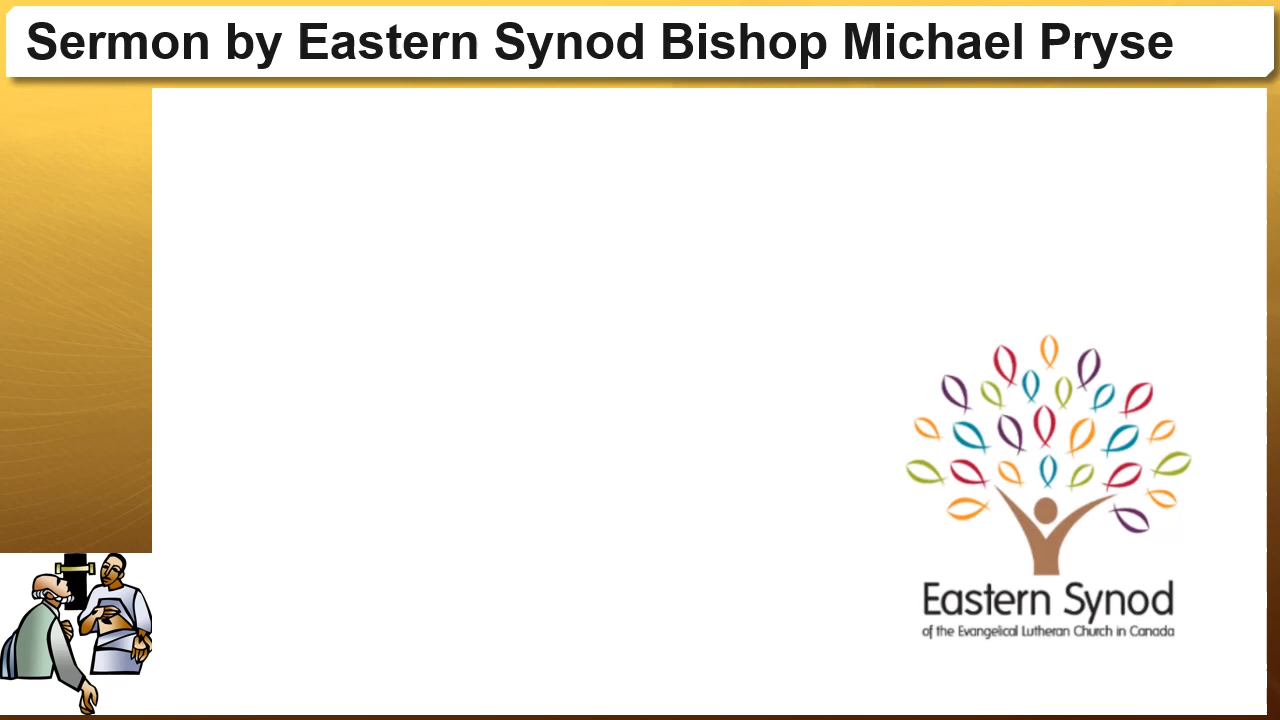 Sermon by Eastern Synod Bishop Michael Pryse
Eastern Synod
of the Evangelical Lutheran Church in Canada